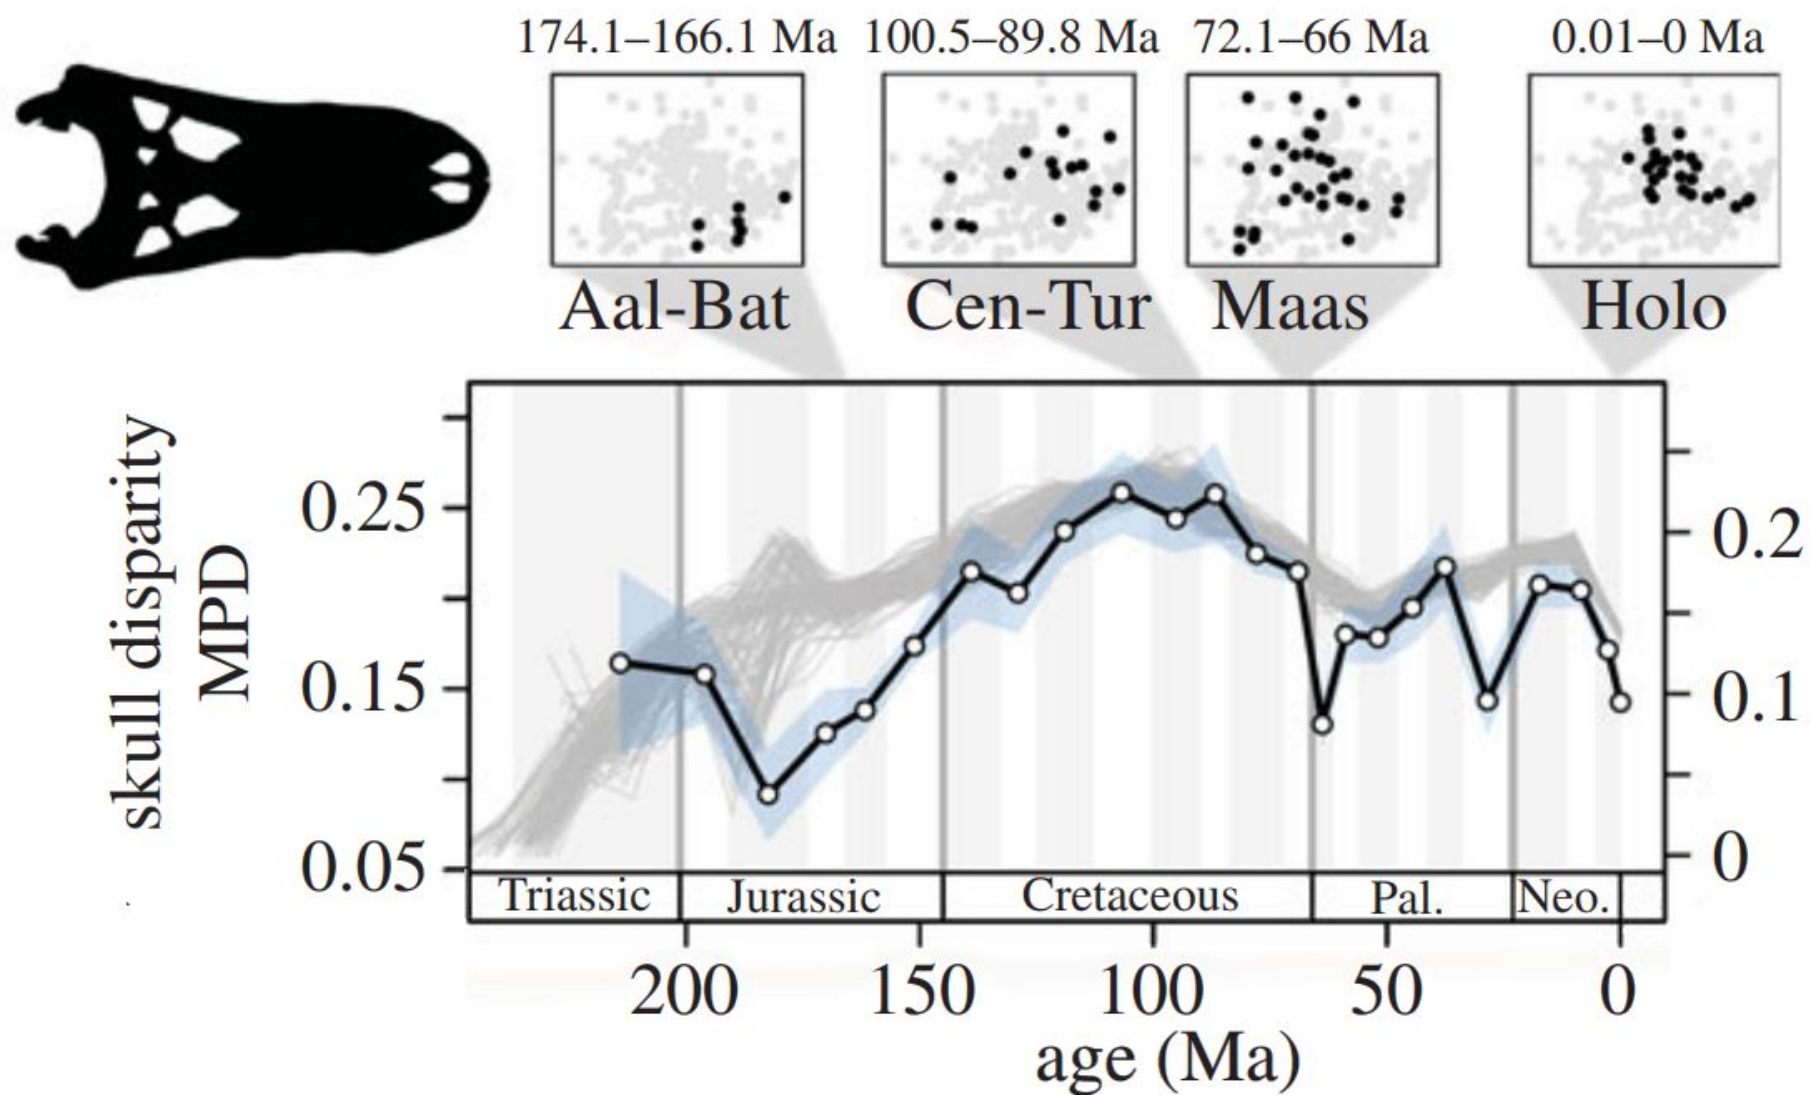 174.1–166.1 Ma 100.5–89.8 Ma 72.1–66 Ma 0.01–0 Ma
Aal-Bat Cen-Tur Maas Holo
skull disparity
MPD
0.25
0.15
0.05
0.2
0.1
0
Triassic Jurassic Cretaceous Pal. Neo.
200 150 100 50 0
age (Ma)